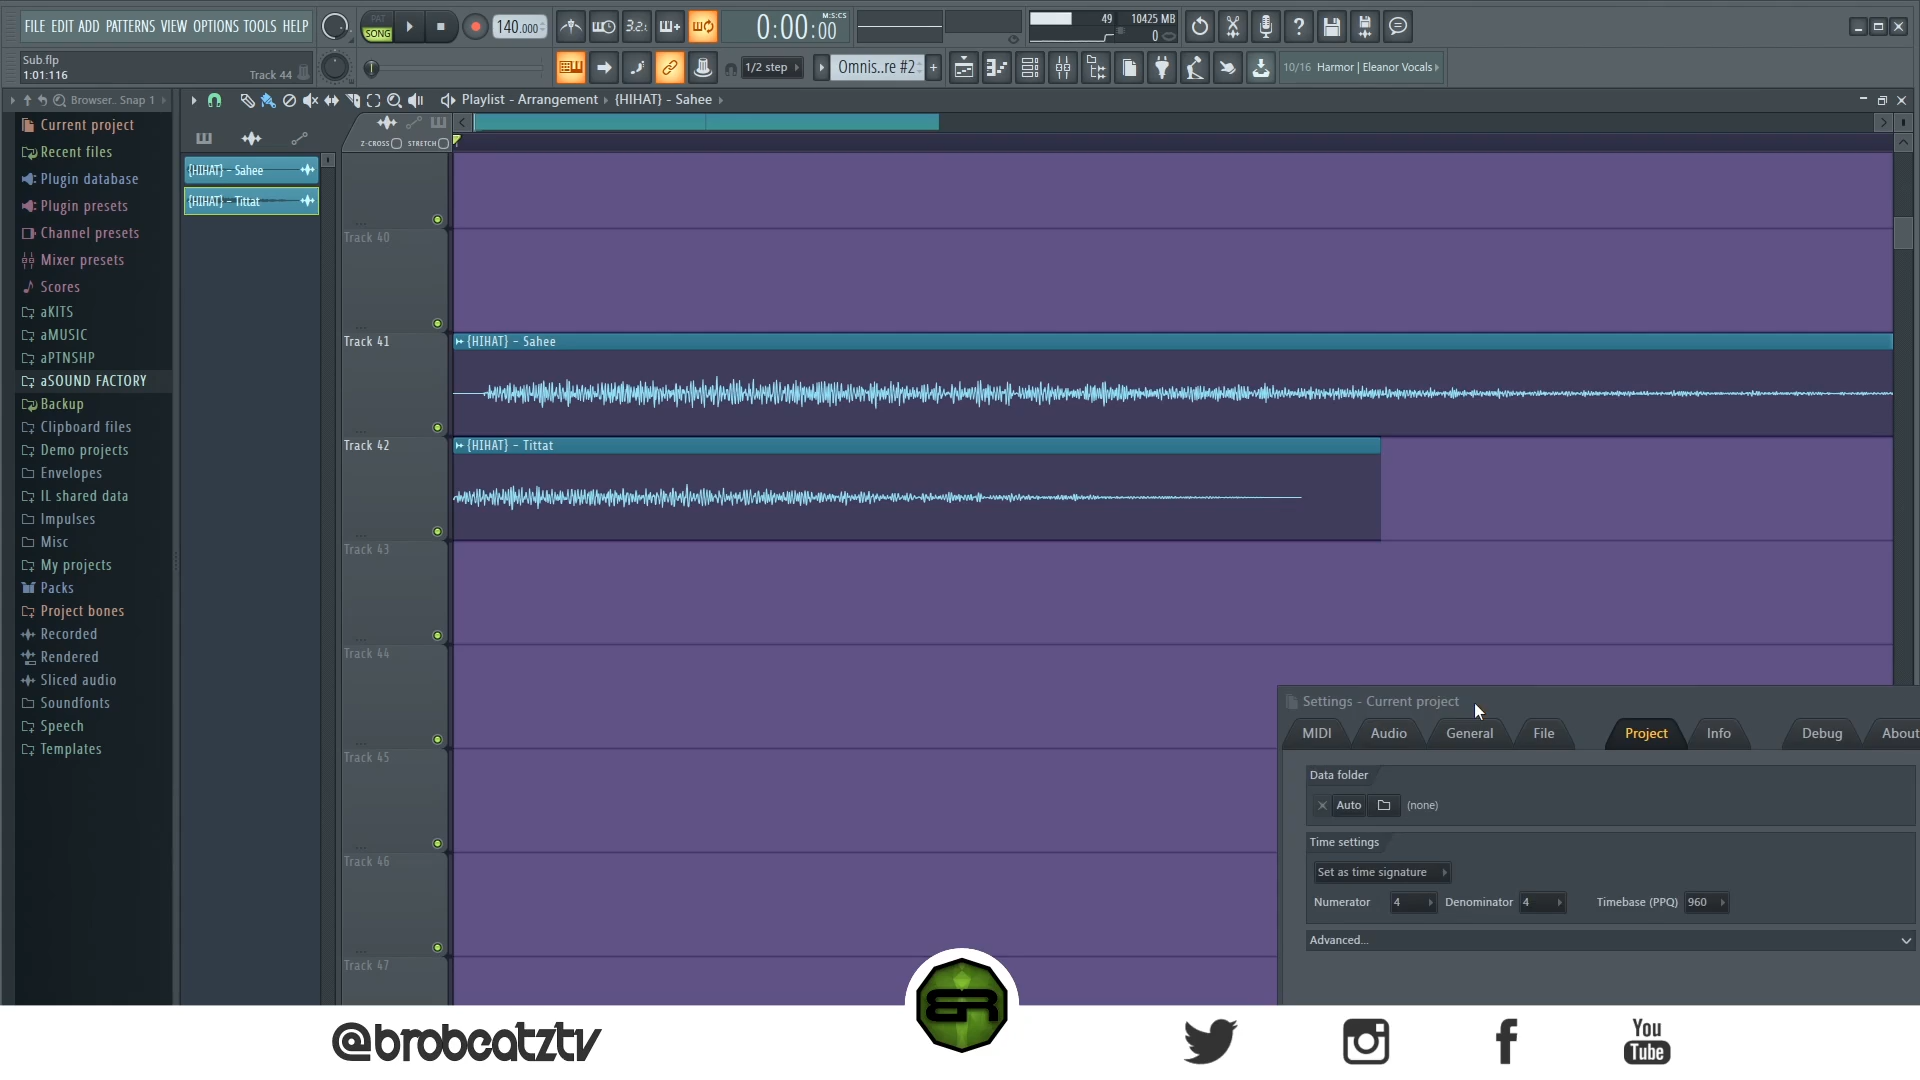 FILE EDIT ADD PATTERNS VIEW OPTIONS TOOLS HELP
PAT
SONG
140.000
3.2.
M:S:CS
0:00:00
49
10425 MB
0
Sub.flp
1:01:116
Track 44
1/2 step
Omnis..re #2
10/16 Harmor | Eleanor Vocals
Browser.. Snap 1
Playlist - Arrangement
{HIHAT} - Sahee
Current project
Recent files
Plugin database
Plugin presets
Channel presets
Mixer presets
Scores
aKITS
aMUSIC
aPTNSHP
aSOUND FACTORY
Backup
Clipboard files
Demo projects
Envelopes
IL shared data
Impulses
Misc
My projects
Packs
Project bones
Recorded
Rendered
Sliced audio
Soundfonts
Speech
Templates
{HIHAT} - Sahee
{HIHAT} - Tittat
Z-CROSS
STRETCH
Track 40
Track 41
{HIHAT} - Sahee
Track 42
{HIHAT} - Tittat
Track 43
Track 44
Track 45
Track 46
Track 47
Settings - Current project
MIDI
Audio
General
File
Project
Info
Debug
About
Data folder
Auto
(none)
Time settings
Set as time signature
Numerator 4
Denominator 4
Timebase (PPQ) 960
Advanced...
@brobeatztv
BR
You
Tube